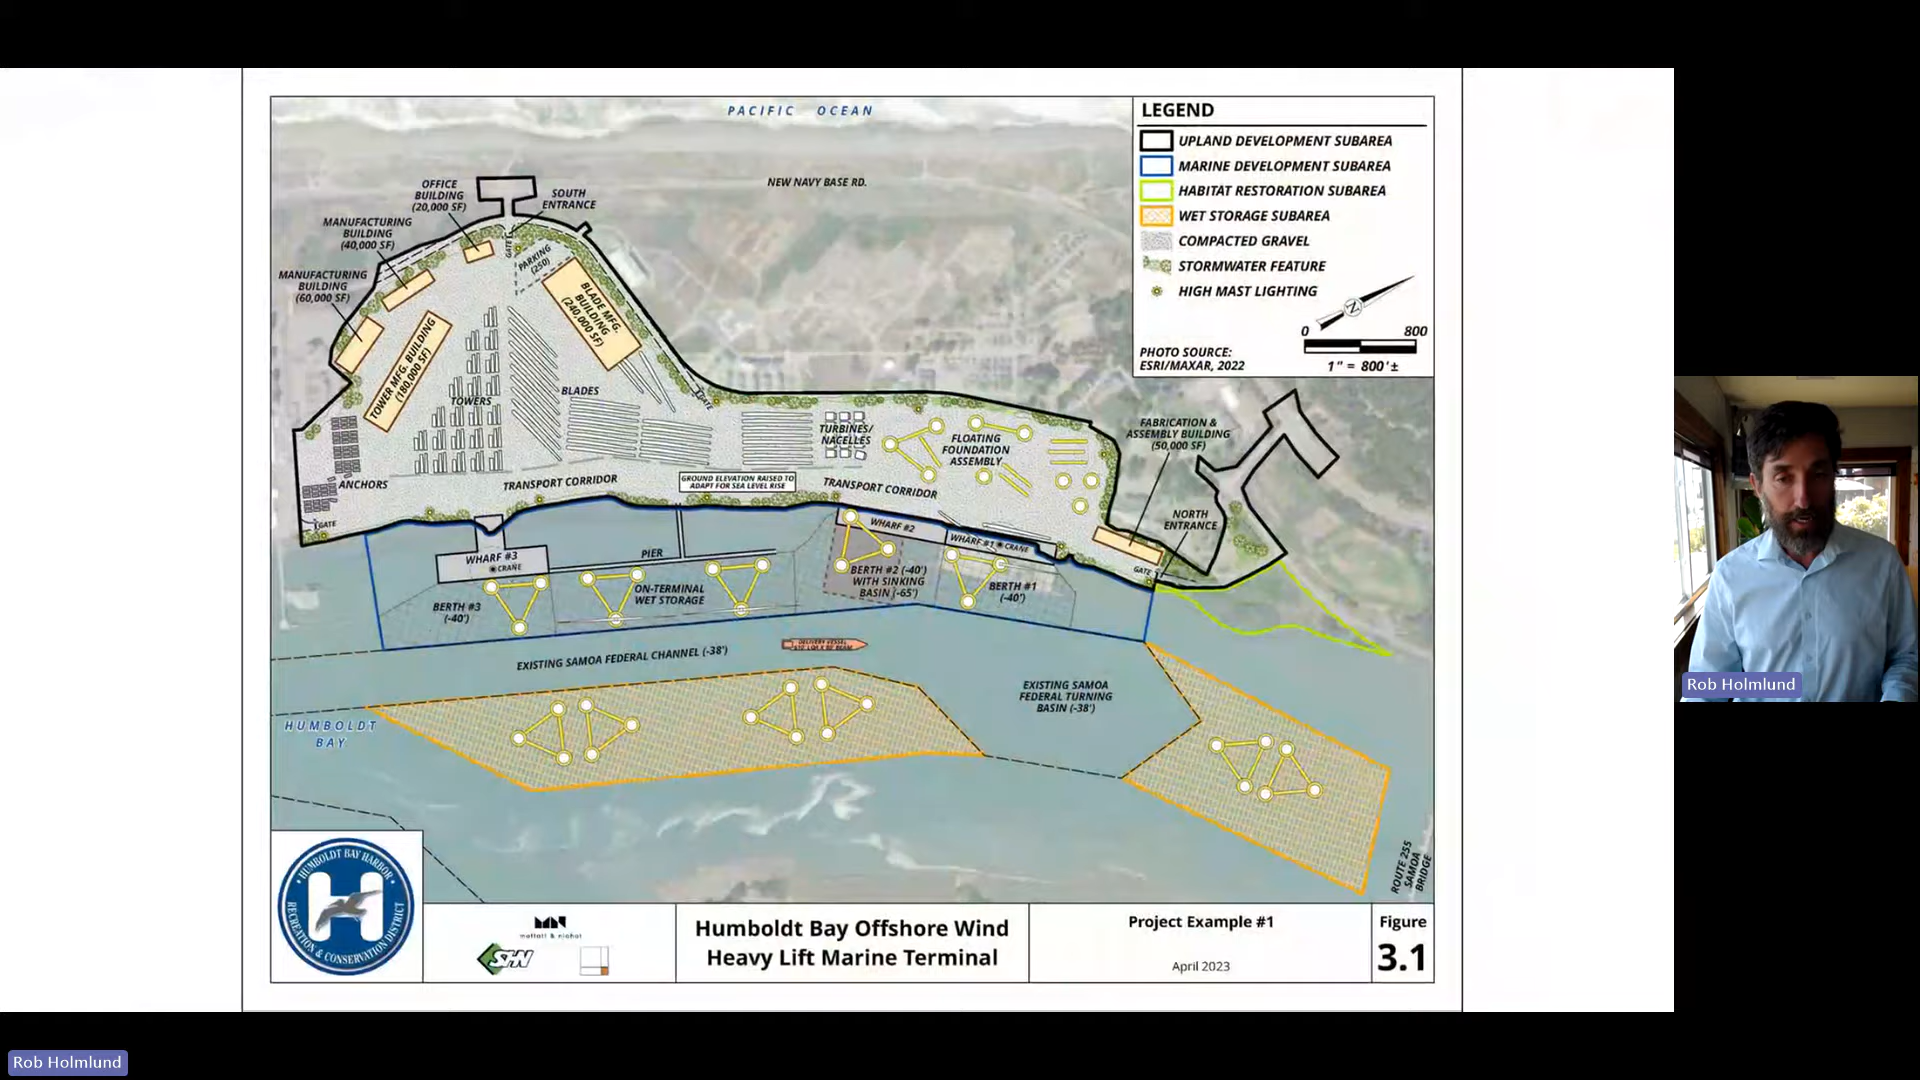 PACIFIC OCEAN
NEW NAVY BASE RD.
LEGEND
UPLAND DEVELOPMENT SUBAREA
MARINE DEVELOPMENT SUBAREA
HABITAT RESTORATION SUBAREA
WET STORAGE SUBAREA
COMPACTED GRAVEL
STORMWATER FEATURE
HIGH MAST LIGHTING
N
0 800
1" = 800'±
PHOTO SOURCE:
ESRI/MAXAR, 2022
OFFICE
BUILDING
(20,000 SF)
SOUTH
ENTRANCE
MANUFACTURING
BUILDING
(40,000 SF)
MANUFACTURING
BUILDING
(60,000 SF)
GATE
PARKING
(250)
BLADE MFG.
BUILDING
(240,000 SF)
TOWER MFG. BUILDING
(180,000 SF)
TOWERS
BLADES
GATE
TURBINES/
NACELLES
FLOATING
FOUNDATION
ASSEMBLY
FABRICATION &
ASSEMBLY BUILDING
(50,000 SF)
ANCHORS
TRANSPORT CORRIDOR
GROUND ELEVATION RAISED TO
ADAPT FOR SEA LEVEL RISE
TRANSPORT CORRIDOR
NORTH
ENTRANCE
GATE
WHARF #3
CRANE
PIER
WHARF #2
WHARF #1
CRANE
GATE
BERTH #3
(-40')
ON-TERMINAL
WET STORAGE
BERTH #2 (-40')
WITH SINKING
BASIN (-65')
BERTH #1
(-40')
DELIVERY VESSEL
EXISTING SAMOA FEDERAL CHANNEL (-38')
EXISTING SAMOA
FEDERAL TURNING
BASIN (-38')
HUMBOLDT
BAY
ROUTE 255
SAMOA
BRIDGE
HUMBOLDT BAY HARBOR
RECREATION & CONSERVATION DISTRICT
H
moffatt & nichol
SHN
Humboldt Bay Offshore Wind
Heavy Lift Marine Terminal
Project Example #1
April 2023
Figure
3.1
Rob Holmlund
Rob Holmlund